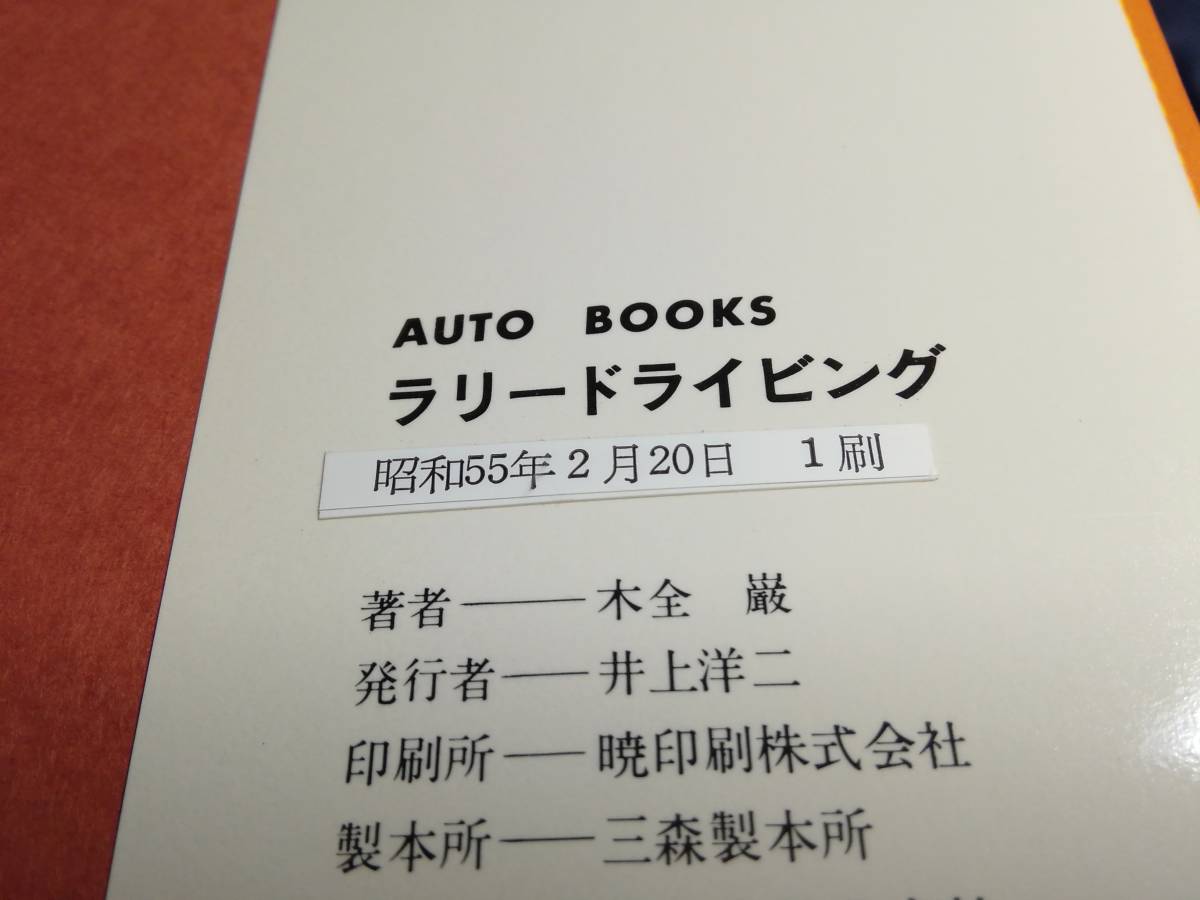 AUTO BOOKS
ラリードライビング
昭和55年2月20日 1刷
著者――木全 巌
発行者――井上洋二
印刷所――暁印刷株式会社
製本所――三森製本所